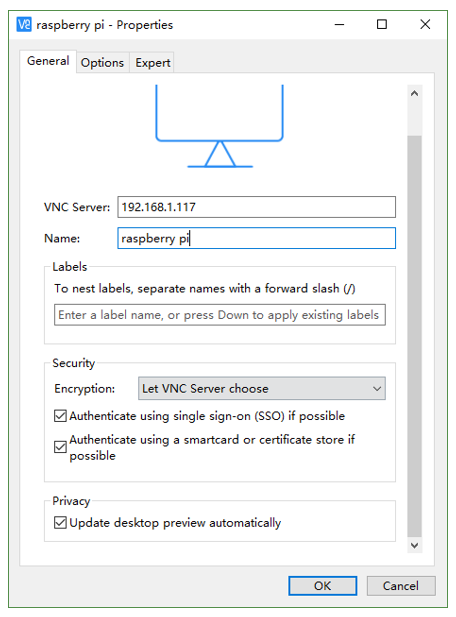 raspberry pi - Properties
General Options Expert
VNC Server: 192.168.1.117
Name: raspberry pi
Labels
To nest labels, separate names with a forward slash (/)
Enter a label name, or press Down to apply existing labels
Security
Encryption: Let VNC Server choose
Authenticate using single sign-on (SSO) if possible
Authenticate using a smartcard or certificate store if
possible
Privacy
Update desktop preview automatically
OK Cancel